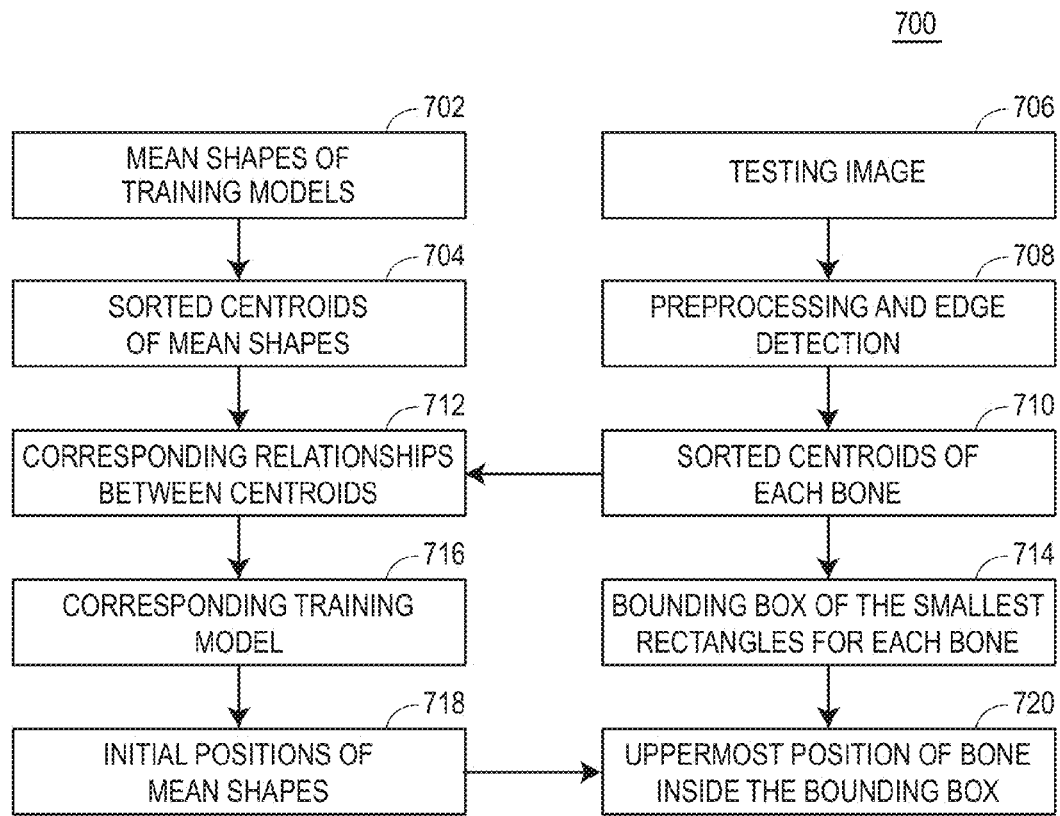 700
702
MEAN SHAPES OF
TRAINING MODELS
706
TESTING IMAGE
704
SORTED CENTROIDS
OF MEAN SHAPES
708
PREPROCESSING AND EDGE
DETECTION
712
CORRESPONDING RELATIONSHIPS
BETWEEN CENTROIDS
710
SORTED CENTROIDS OF
EACH BONE
716
CORRESPONDING TRAINING
MODEL
714
BOUNDING BOX OF THE SMALLEST
RECTANGLES FOR EACH BONE
718
INITIAL POSITIONS OF
MEAN SHAPES
720
UPPERMOST POSITION OF BONE
INSIDE THE BOUNDING BOX